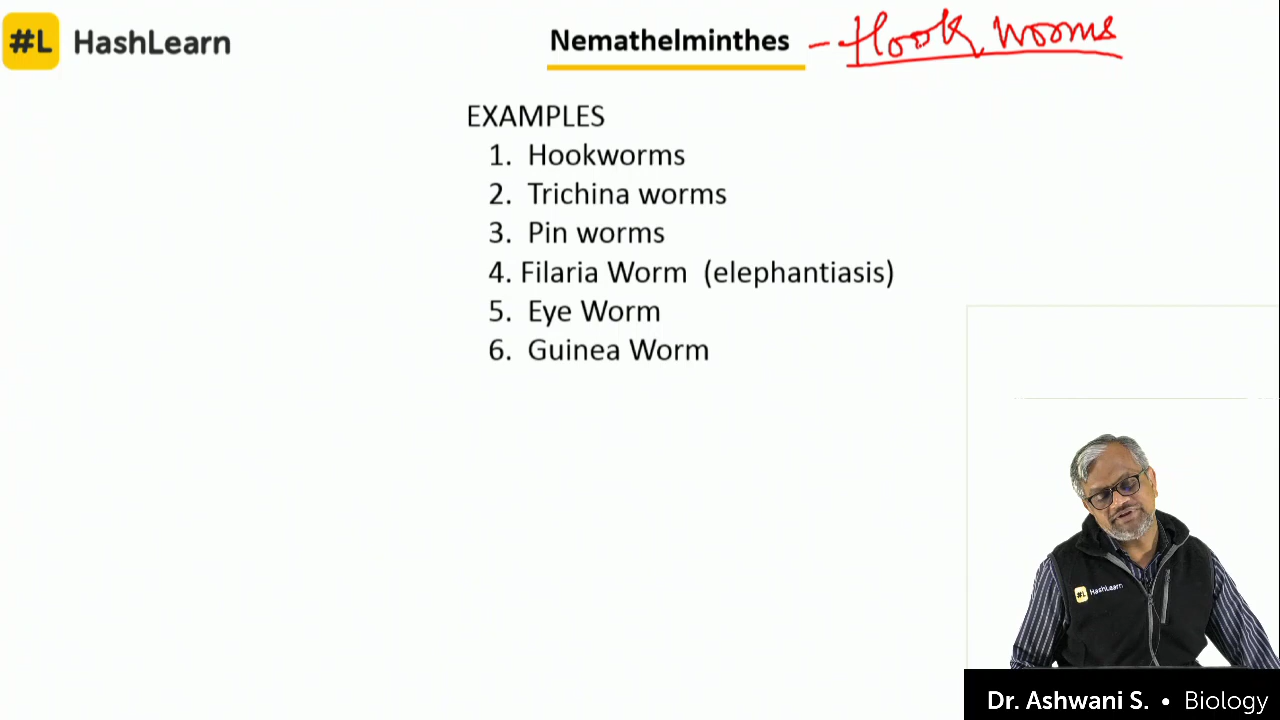 #L HashLearn
Nemathelminthes - Hook worms
EXAMPLES
1. Hookworms
2. Trichina worms
3. Pin worms
4. Filaria Worm (elephantiasis)
5. Eye Worm
6. Guinea Worm
#L HashLearn
Dr. Ashwani S. • Biology